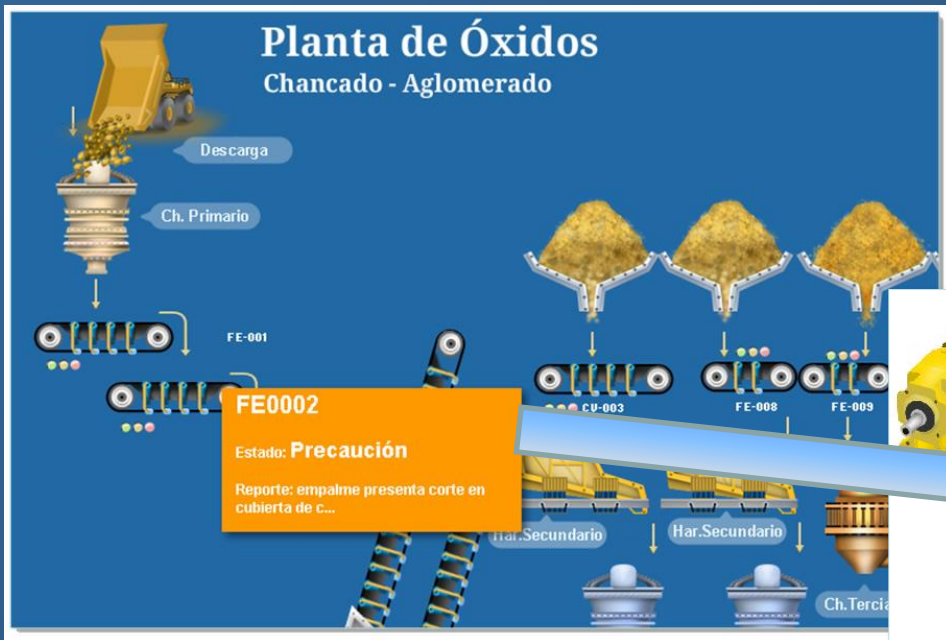 Planta de Óxidos
Chancado - Aglomerado
Descarga
Ch. Primario
FE-001
FE0002
Estado: Precaución
Reporte: empalme presenta corte en
cubierta de c...
CV-003
FE-008
FE-009
Har.Secundario
Har.Secundario
Ch.Tercia